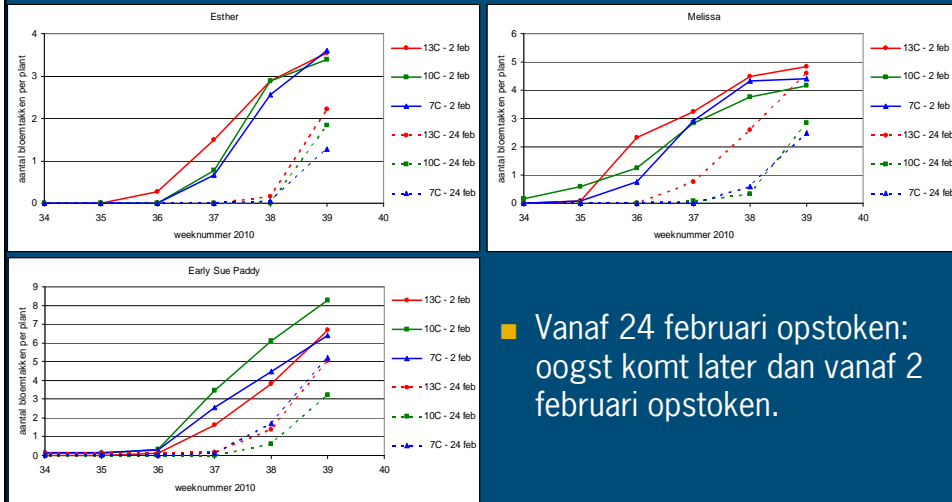 Esther
aantal bloemtakken per plant
4
3
2
1
0
34 35 36 37 38 39 40
weeknummer 2010
13C - 2 feb
10C - 2 feb
7C - 2 feb
13C - 24 feb
10C - 24 feb
7C - 24 feb
Melissa
aantal bloemtakken per plant
6
5
4
3
2
1
0
34 35 36 37 38 39 40
weeknummer 2010
13C - 2 feb
10C - 2 feb
7C - 2 feb
13C - 24 feb
10C - 24 feb
7C - 24 feb
Early Sue Paddy
aantal bloemtakken per plant
9
8
7
6
5
4
3
2
1
0
34 35 36 37 38 39 40
weeknummer 2010
13C - 2 feb
10C - 2 feb
7C - 2 feb
13C - 24 feb
10C - 24 feb
7C - 24 feb
Vanaf 24 februari opstoken:
oogst komt later dan vanaf 2
februari opstoken.